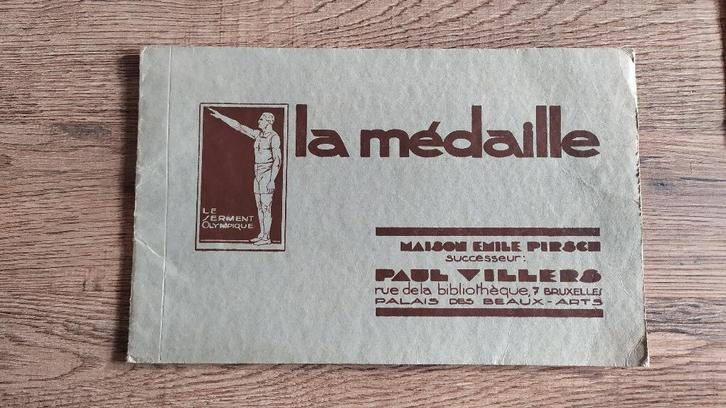 la médaille
LE
SERMENT
OLYMPIQUE
MAISON EMILE PIRSCH
successeur:
PAUL VILLERS
rue de la bibliothèque, 7 BRUXELLES
PALAIS DES BEAUX-ARTS